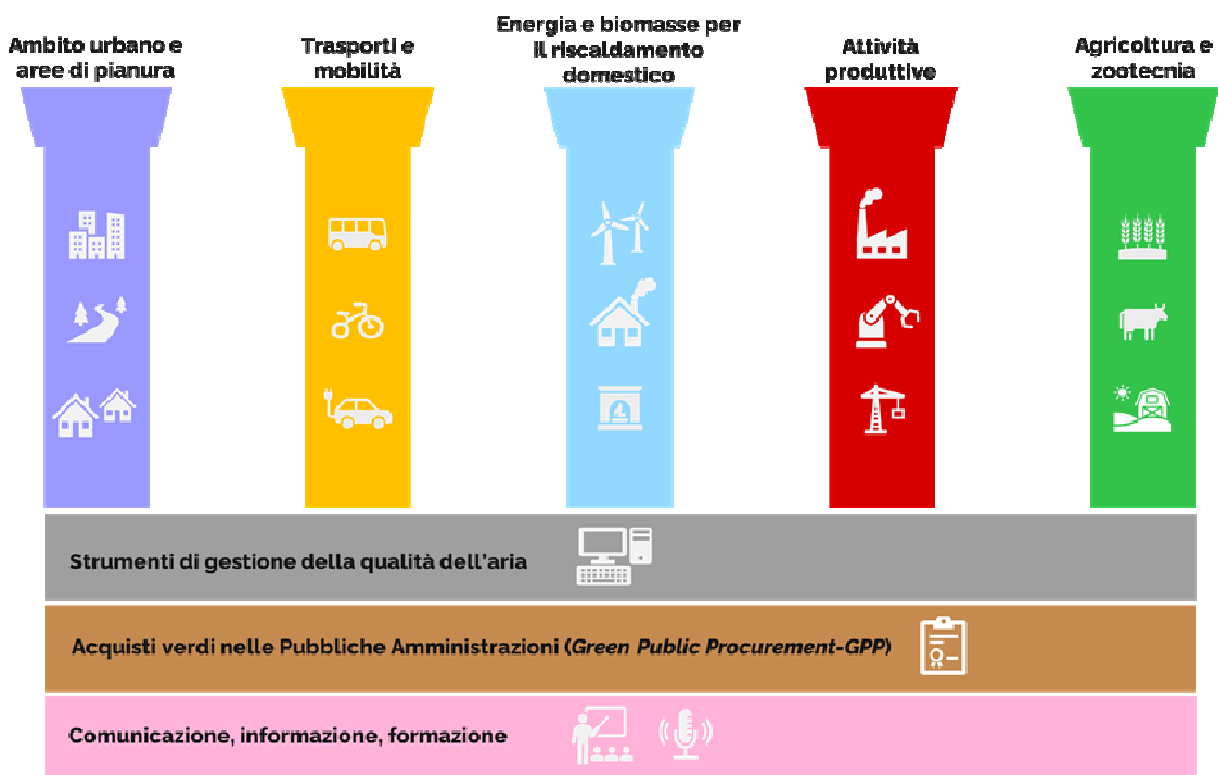 Ambito urbano e
aree di pianura
Trasporti e
mobilità
Energia e biomasse per
il riscaldamento
domestico
Attività
produttive
Agricoltura e
zootecnia
Strumenti di gestione della qualità dell'aria
Acquisti verdi nelle Pubbliche Amministrazioni (Green Public Procurement-GPP)
Comunicazione, informazione, formazione